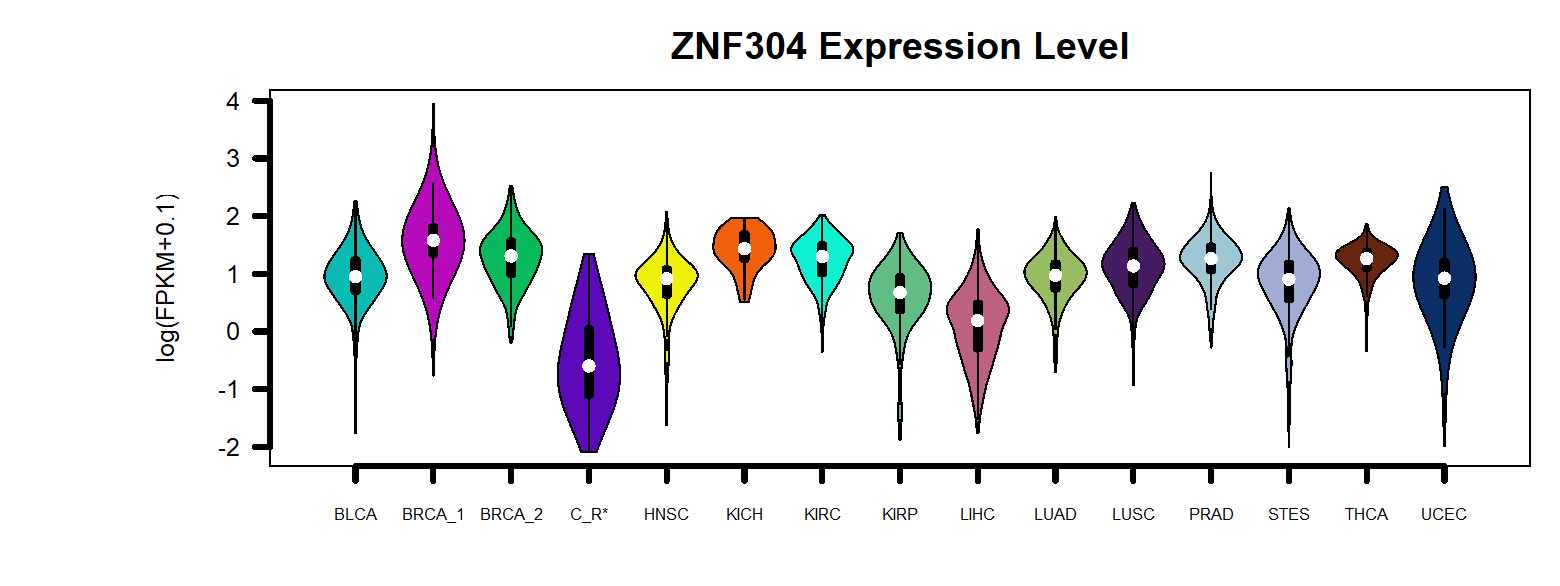 ZNF304 Expression Level
log(FPKM+0.1)
4
3
2
1
0
-1
-2
BLCA BRCA_1 BRCA_2 C_R* HNSC KICH KIRC KIRP LIHC LUAD LUSC PRAD STES THCA UCEC